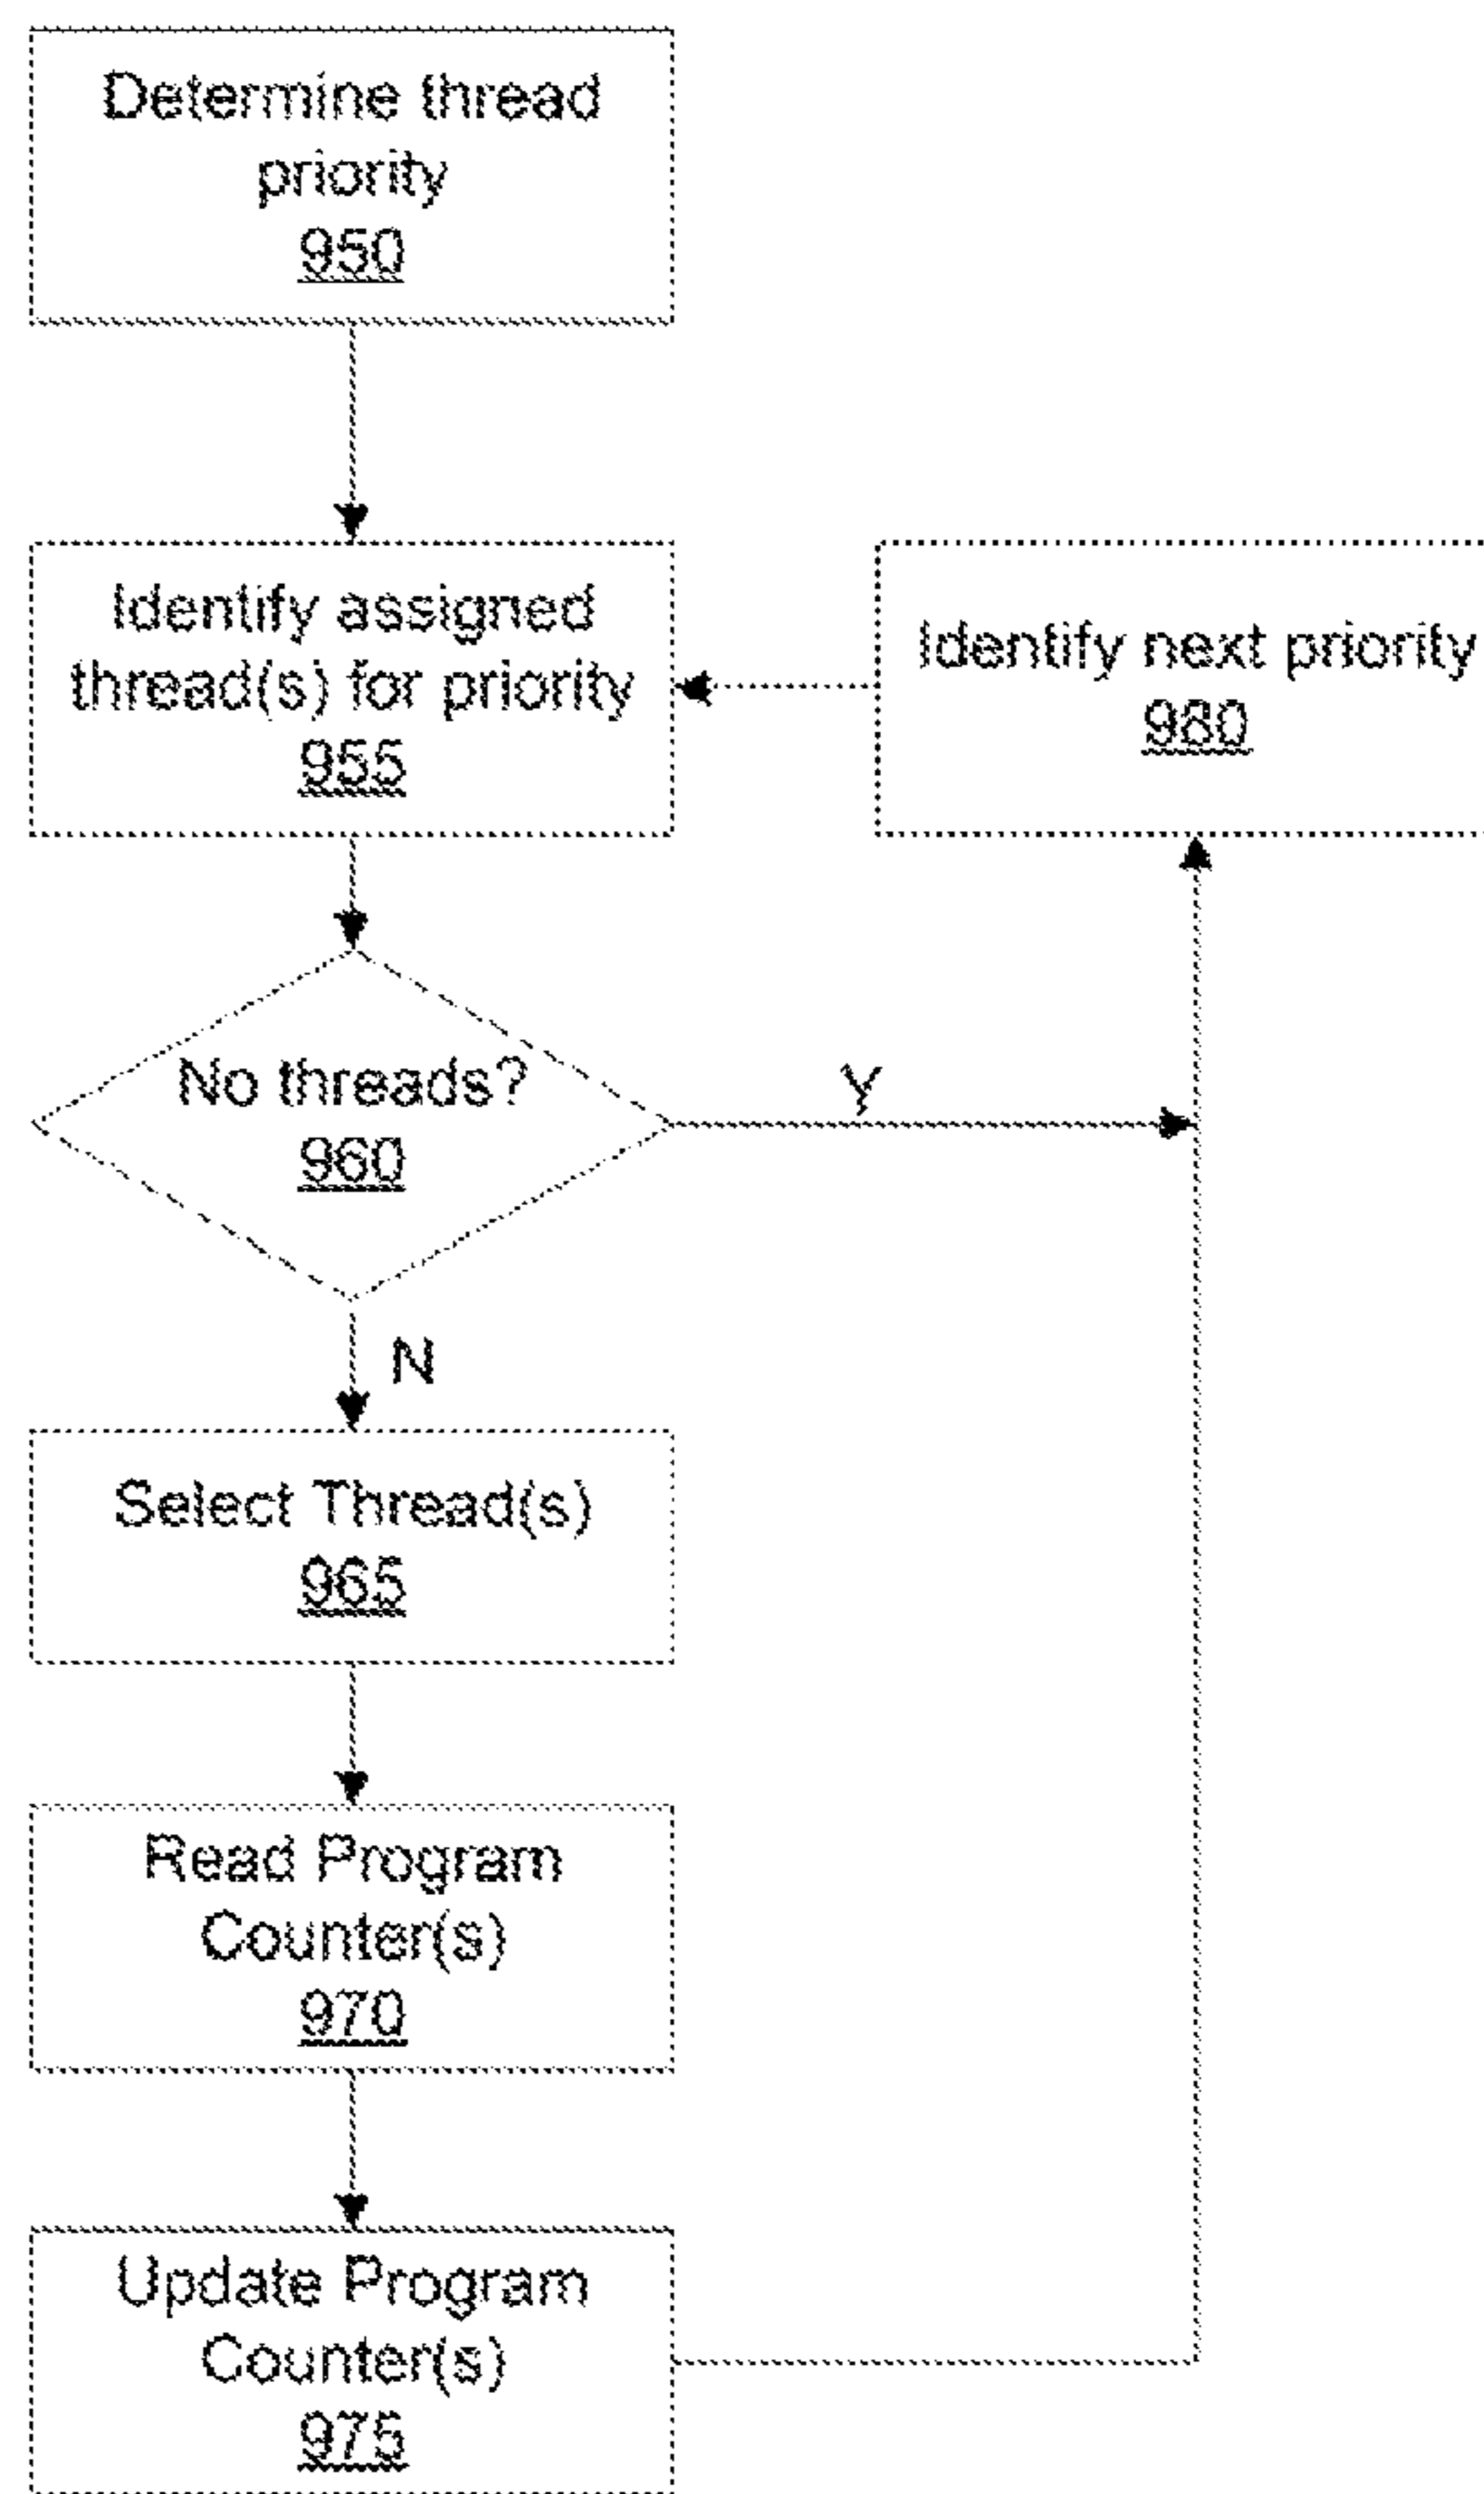 Determine thread
priority
950
Identify assigned
thread(s) for priority
955
Identify next priority
980
No threads?
960
Y
N
Select Thread(s)
965
Read Program
Counter(s)
970
Update Program
Counter(s)
975